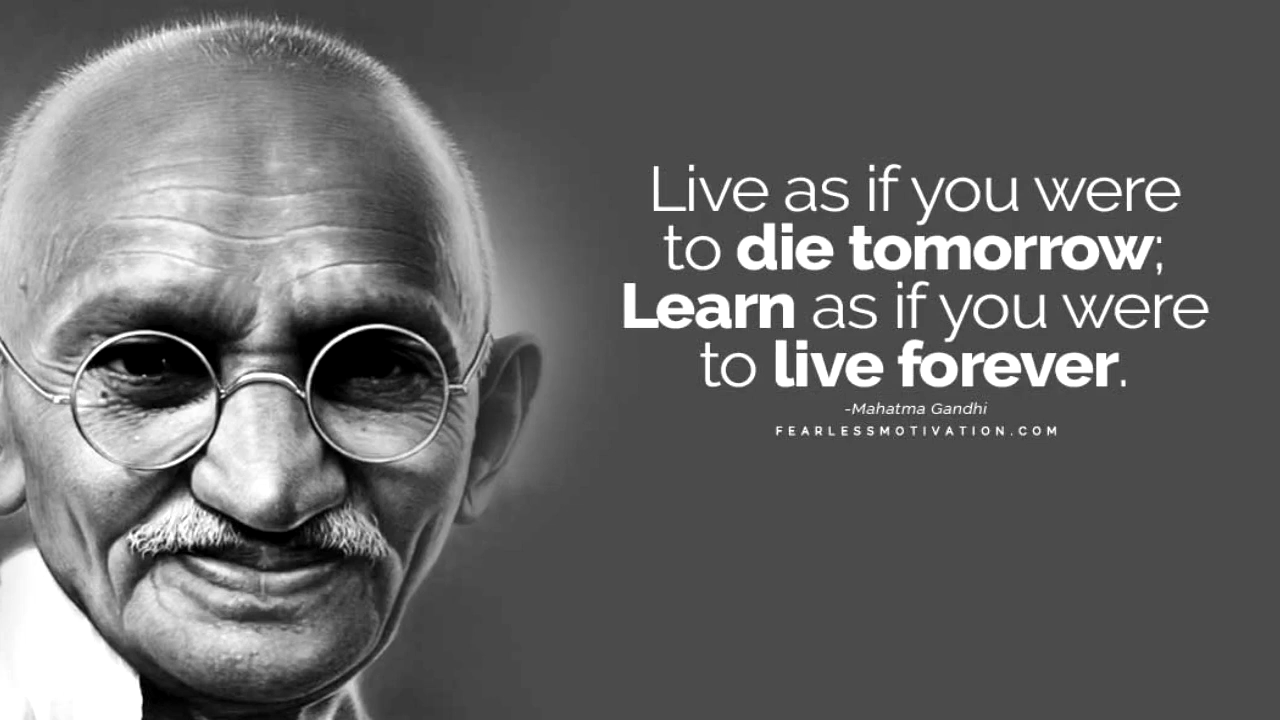 Live as if you were
to die tomorrow;
Learn as if you were
to live forever.
-Mahatma Gandhi
FEARLESSMOTIVATION.COM